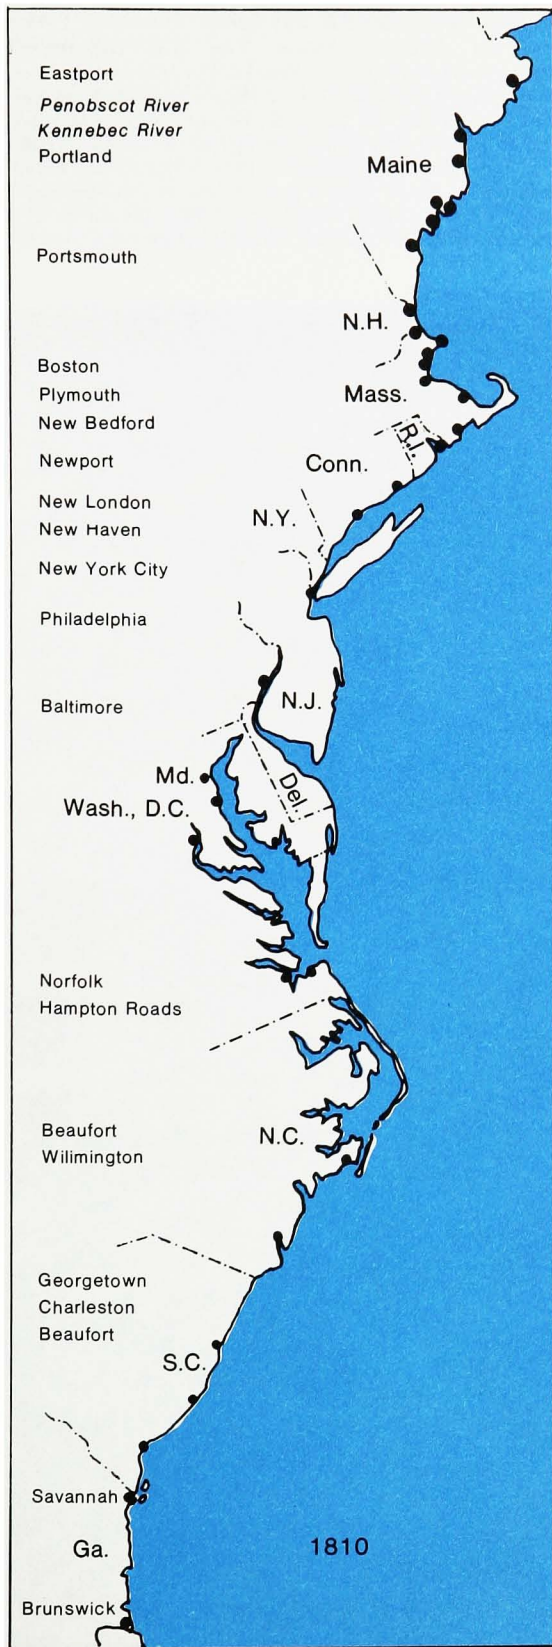 Eastport
Penobscot River
Kennebec River
Portland
Maine
Portsmouth
N.H.
Boston
Plymouth
Mass.
New Bedford
R.I.
Newport
Conn.
New London
N.Y.
New Haven
New York City
Philadelphia
N.J.
Baltimore
Md.
Del.
Wash., D.C.
Norfolk
Hampton Roads
Beaufort
N.C.
Wilimington
Georgetown
Charleston
Beaufort
S.C.
Savannah
Ga.
1810
Brunswick